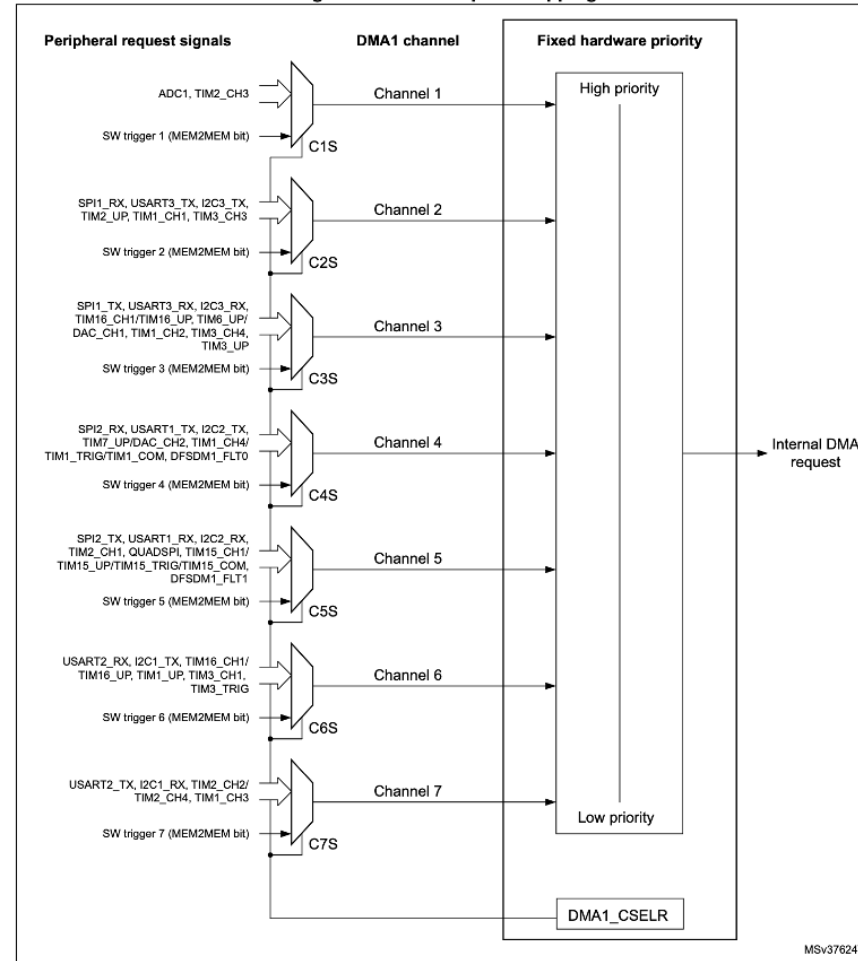 Peripheral request signals
DMA1 channel
Fixed hardware priority
High priority
ADC1, TIM2_CH3
Channel 1
SW trigger 1 (MEM2MEM bit)
C1S
SPI1_RX, USART3_TX, I2C3_TX,
TIM2_UP, TIM1_CH1, TIM3_CH3
Channel 2
SW trigger 2 (MEM2MEM bit)
C2S
SPI1_TX, USART3_RX, I2C3_RX,
TIM16_CH1/TIM16_UP, TIM6_UP/
DAC_CH1, TIM1_CH2, TIM3_CH4,
TIM3_UP
Channel 3
SW trigger 3 (MEM2MEM bit)
C3S
SPI2_RX, USART1_TX, I2C2_TX,
TIM7_UP/DAC_CH2, TIM1_CH4/
TIM1_TRIG/TIM1_COM, DFSDM1_FLT0
Channel 4
SW trigger 4 (MEM2MEM bit)
C4S
Internal DMA
request
SPI2_TX, USART1_RX, I2C2_RX,
TIM2_CH1, QUADSPI, TIM15_CH1/
TIM15_UP/TIM15_TRIG/TIM15_COM,
DFSDM1_FLT1
Channel 5
SW trigger 5 (MEM2MEM bit)
C5S
USART2_RX, I2C1_TX, TIM16_CH1/
TIM16_UP, TIM1_UP, TIM3_CH1,
TIM3_TRIG
Channel 6
SW trigger 6 (MEM2MEM bit)
C6S
USART2_TX, I2C1_RX, TIM2_CH2/
TIM2_CH4, TIM1_CH3
Channel 7
Low priority
SW trigger 7 (MEM2MEM bit)
C7S
DMA1_CSELR
MSv37624